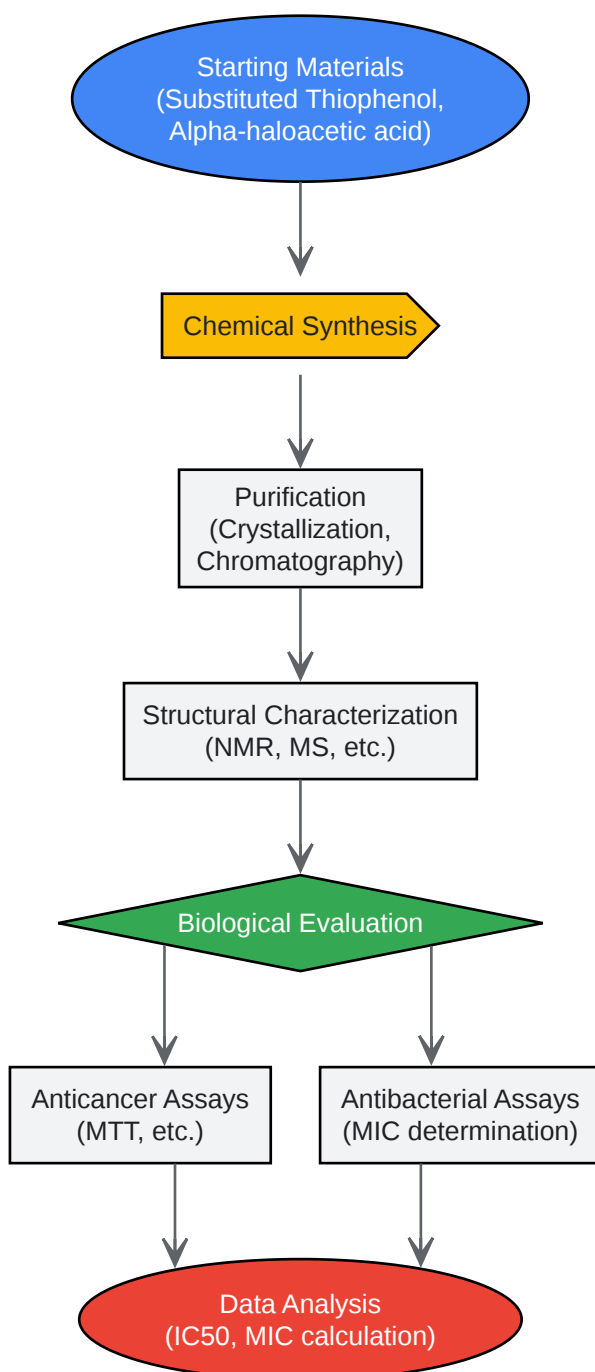 Starting Materials
(Substituted Thiophenol,
Alpha-haloacetic acid)
Chemical Synthesis
Purification
(Crystallization,
Chromatography)
Structural Characterization
(NMR, MS, etc.)
Biological Evaluation
Anticancer Assays
(MTT, etc.)
Antibacterial Assays
(MIC determination)
Data Analysis
(IC50, MIC calculation)